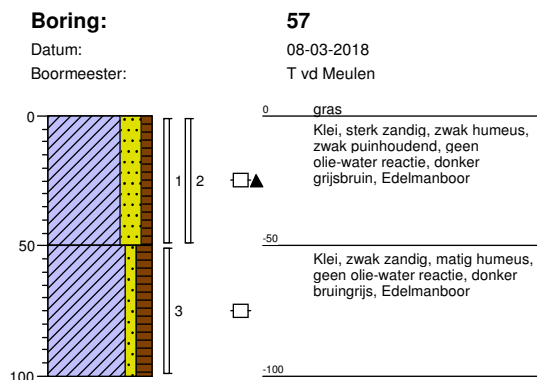 Boring: 57
Datum: 08-03-2018
Boormeester: T vd Meulen
0
0 gras
Klei, sterk zandig, zwak humeus,
zwak puinhoudend, geen
olie-water reactie, donker
grijsbruin, Edelmanboor
1 2
50
-50
Klei, zwak zandig, matig humeus,
geen olie-water reactie, donker
bruingrijs, Edelmanboor
3
100
-100